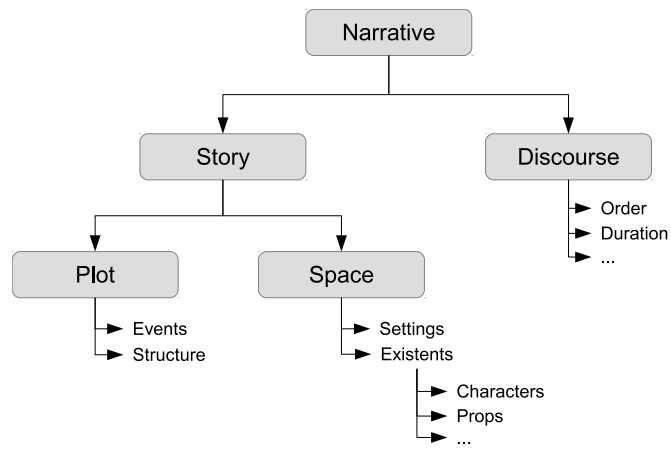 Narrative
Story
Discourse
Order
Duration
...
Plot
Space
Events
Structure
Settings
Existents
Characters
Props
...